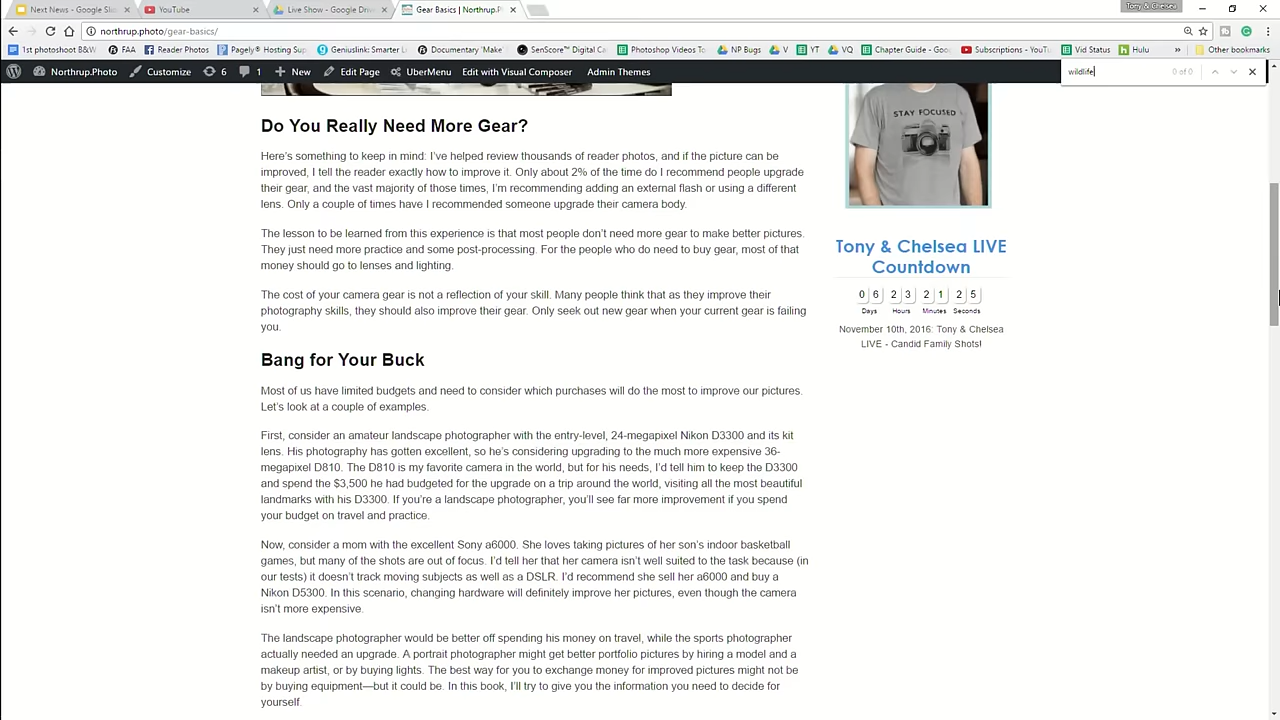 Next News - Google Slid
YouTube
Live Show - Google Driv
Gear Basics | Northrup.P
Tony & Chelsea
northrup.photo/gear-basics/
1st photoshoot B&W
FAA
Reader Photos
Pagely® Hosting Sup
Geniuslink: Smarter L
Documentary 'Make'
SenScore™ Digital Ca
Photoshop Videos To
NP Bugs
V
YT
VQ
Chapter Guide - Goo
Subscriptions - YouTu
Vid Status
Hulu
»
Other bookmarks
Northrup.Photo
Customize
6
1
New
Edit Page
UberMenu
Edit with Visual Composer
Admin Themes
wildlife
0 of 0
Do You Really Need More Gear?
Here's something to keep in mind: I've helped review thousands of reader photos, and if the picture can be
improved, I tell the reader exactly how to improve it. Only about 2% of the time do I recommend people upgrade
their gear, and the vast majority of those times, I'm recommending adding an external flash or using a different
lens. Only a couple of times have I recommended someone upgrade their camera body.
The lesson to be learned from this experience is that most people don't need more gear to make better pictures.
They just need more practice and some post-processing. For the people who do need to buy gear, most of that
money should go to lenses and lighting.
The cost of your camera gear is not a reflection of your skill. Many people think that as they improve their
photography skills, they should also improve their gear. Only seek out new gear when your current gear is failing
you.
Bang for Your Buck
Most of us have limited budgets and need to consider which purchases will do the most to improve our pictures.
Let's look at a couple of examples.
First, consider an amateur landscape photographer with the entry-level, 24-megapixel Nikon D3300 and its kit
lens. His photography has gotten excellent, so he's considering upgrading to the much more expensive 36-
megapixel D810. The D810 is my favorite camera in the world, but for his needs, I'd tell him to keep the D3300
and spend the $3,500 he had budgeted for the upgrade on a trip around the world, visiting all the most beautiful
landmarks with his D3300. If you're a landscape photographer, you'll see far more improvement if you spend
your budget on travel and practice.
Now, consider a mom with the excellent Sony a6000. She loves taking pictures of her son's indoor basketball
games, but many of the shots are out of focus. I'd tell her that her camera isn't well suited to the task because (in
our tests) it doesn't track moving subjects as well as a DSLR. I'd recommend she sell her a6000 and buy a
Nikon D5300. In this scenario, changing hardware will definitely improve her pictures, even though the camera
isn't more expensive.
The landscape photographer would be better off spending his money on travel, while the sports photographer
actually needed an upgrade. A portrait photographer might get better portfolio pictures by hiring a model and a
makeup artist, or by buying lights. The best way for you to exchange money for improved pictures might not be
by buying equipment—but it could be. In this book, I'll try to give you the information you need to decide for
yourself.
STAY FOCUSED
Tony & Chelsea LIVE
Countdown
0 6 2 3 2 1 2 5
Days Hours Minutes Seconds
November 10th, 2016: Tony & Chelsea
LIVE - Candid Family Shots!